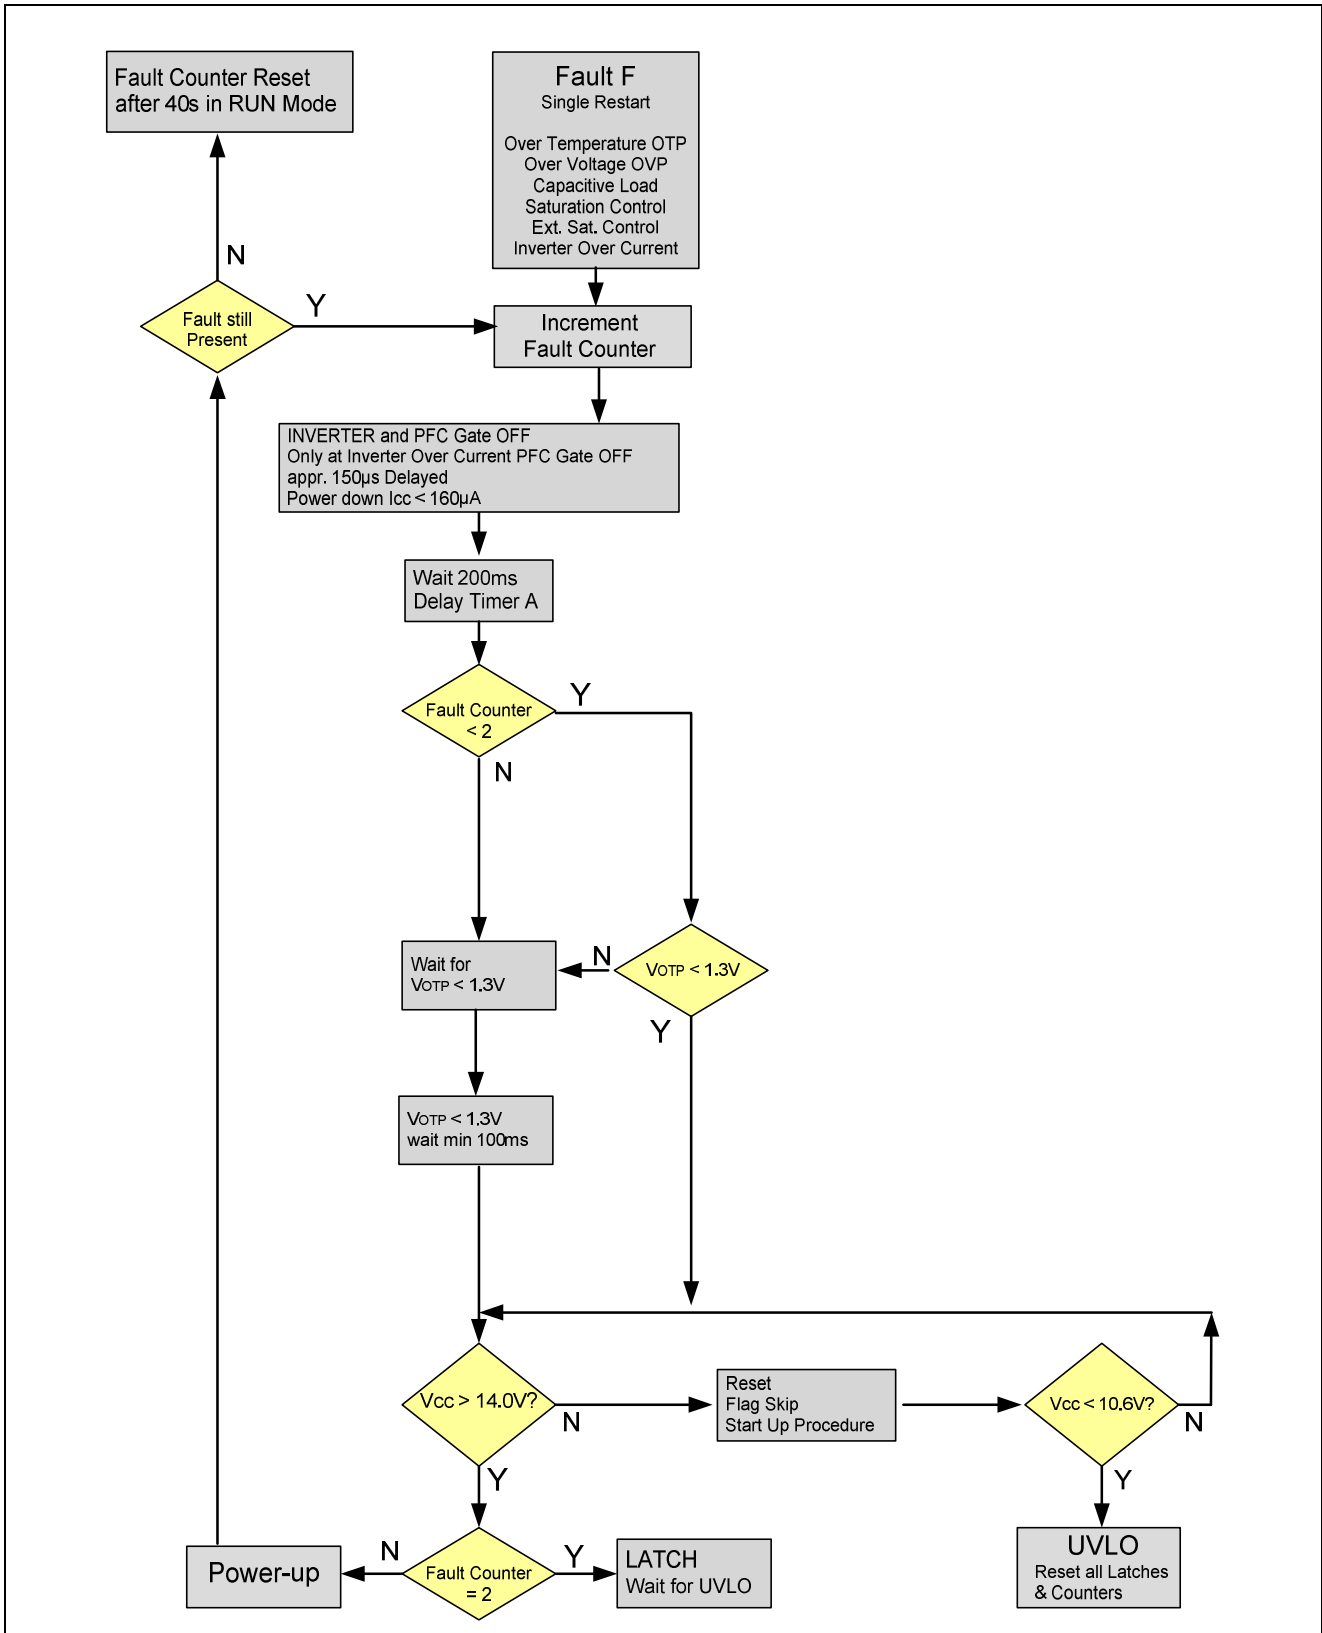 Fault Counter Reset
after 40s in RUN Mode
Fault F
Single Restart
Over Temperature OTP
Over Voltage OVP
Capacitive Load
Saturation Control
Ext. Sat. Control
Inverter Over Current
N
Fault still
Present
Y
Increment
Fault Counter
INVERTER and PFC Gate OFF
Only at Inverter Over Current PFC Gate OFF
appr. 150µs Delayed
Power down Icc < 160µA
Wait 200ms
Delay Timer A
Fault Counter
< 2
Y
N
Wait for
VOTP < 1.3V
N
VOTP < 1.3V
Y
VOTP < 1.3V
wait min 100ms
Vcc > 14.0V?
N
Reset
Flag Skip
Start Up Procedure
Vcc < 10.6V?
N
Y
Y
Power-up
N
Fault Counter
= 2
Y
LATCH
Wait for UVLO
UVLO
Reset all Latches
& Counters